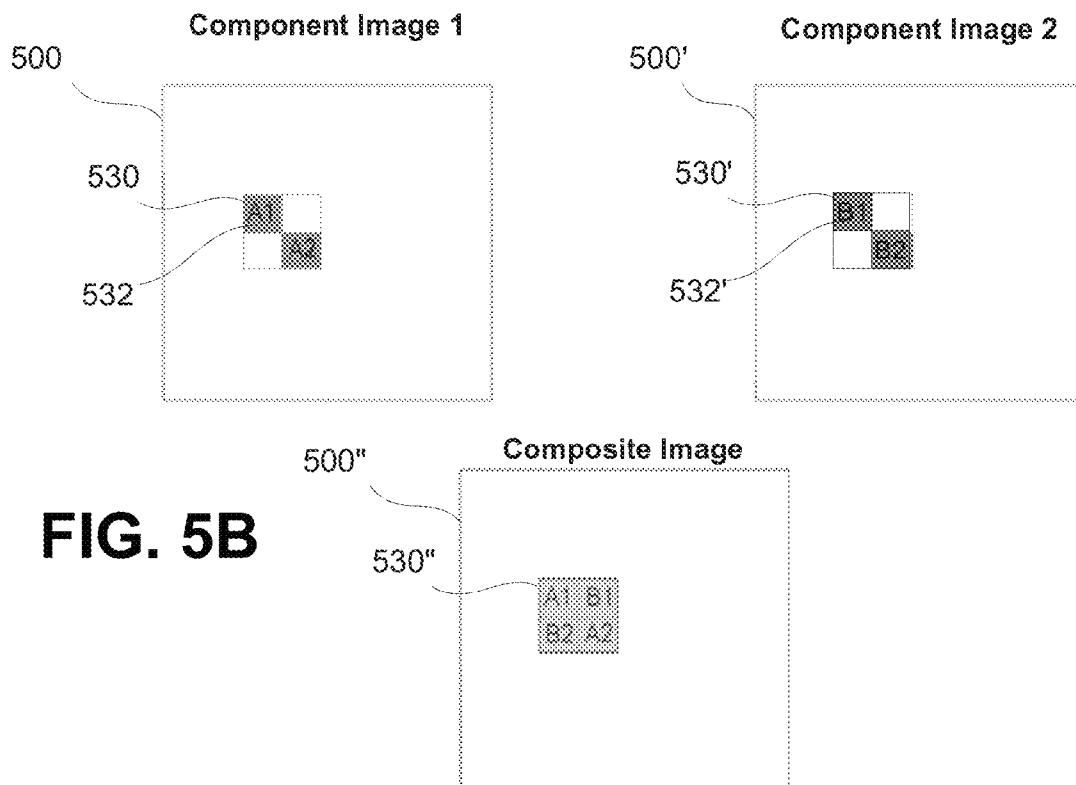 Component Image 1
Component Image 2
500
500'
530
530'
A1
B1
A2
B2
532
532'
Composite Image
500"
FIG. 5B
530"
A1 B1
B2 A2